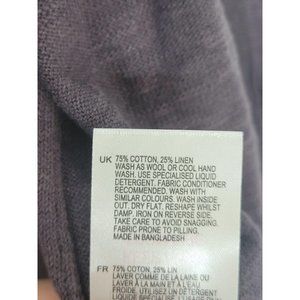 UK 75% COTTON, 25% LINEN
WASH AS WOOL OR COOL HAND
WASH. USE SPECIALISED LIQUID
DETERGENT. FABRIC CONDITIONER
RECOMMENDED. WASH WITH
SIMILAR COLOURS. WASH INSIDE
OUT. DRY FLAT. RESHAPE WHILST
DAMP. IRON ON REVERSE SIDE.
TAKE CARE TO AVOID SNAGGING.
FABRIC PRONE TO PILLING.
MADE IN BANGLADESH
FR 75% COTON, 25% LIN
LAVER COMME DE LA LAINE OU
LAVER À LA MAIN ET À L'EAU
FROIDE. UTILISEZ UN DÉTERGENT